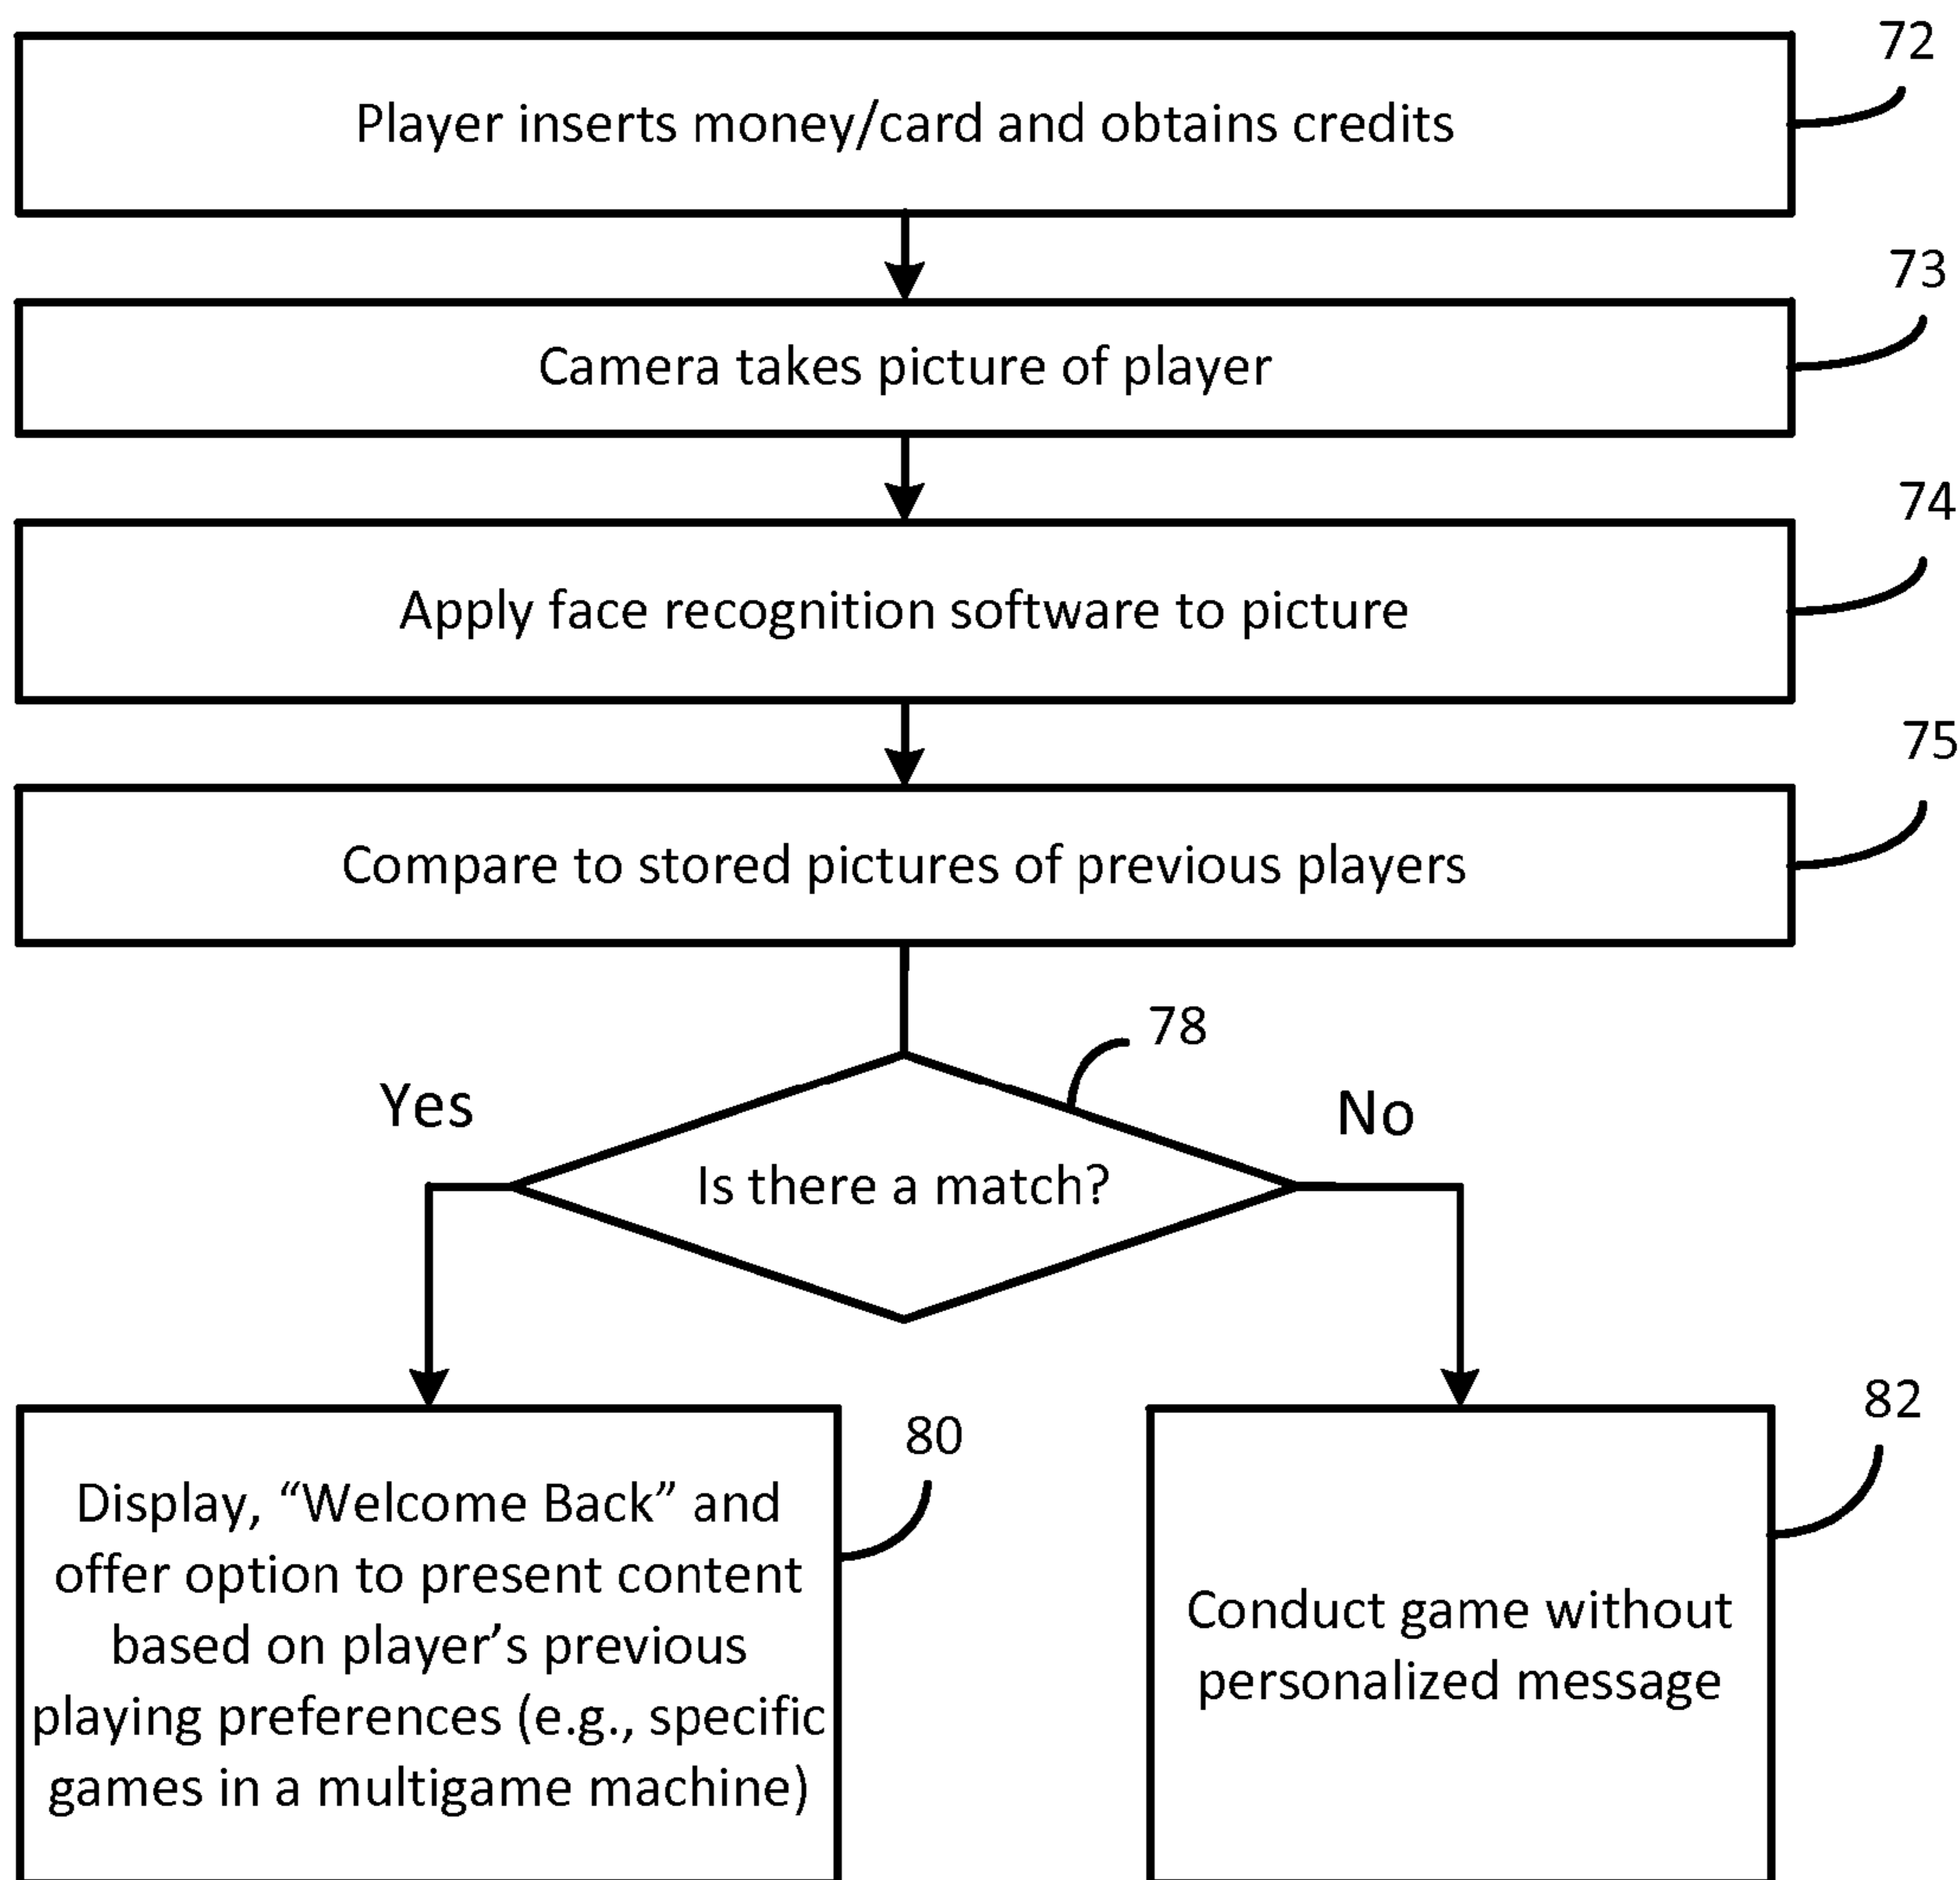 72
Player inserts money/card and obtains credits
73
Camera takes picture of player
74
Apply face recognition software to picture
75
Compare to stored pictures of previous players
78
Yes
No
Is there a match?
80
82
Display, “Welcome Back” and
offer option to present content
based on player’s previous
playing preferences (e.g., specific
games in a multigame machine)
Conduct game without
personalized message